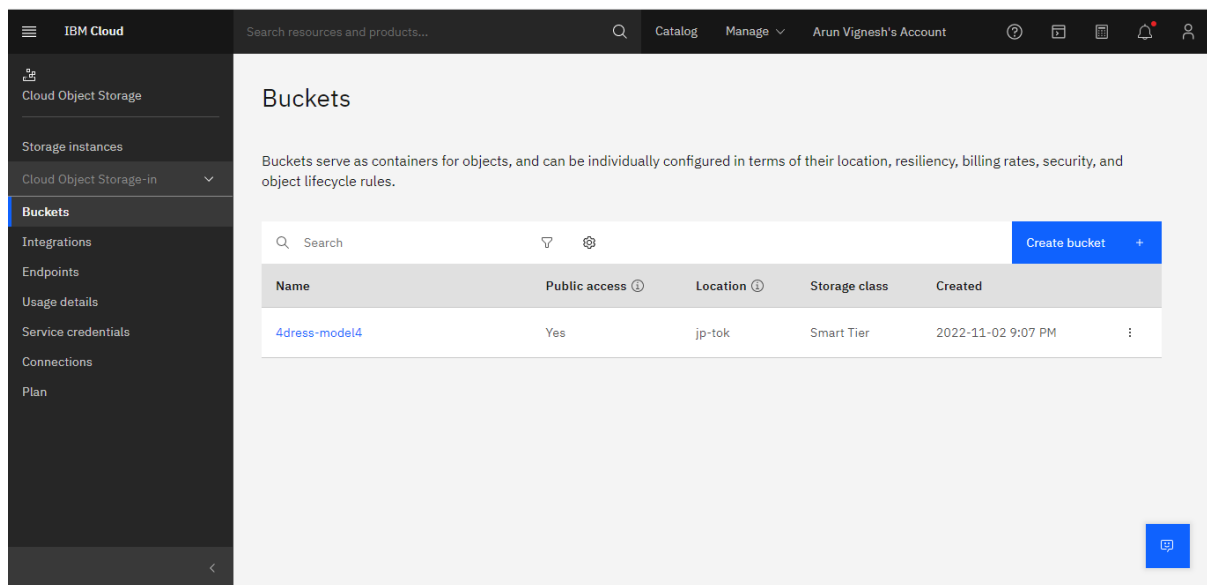 IBM Cloud
Search resources and products...
Catalog
Manage
Arun Vignesh's Account
Cloud Object Storage
Storage instances
Cloud Object Storage-in
Buckets
Integrations
Endpoints
Usage details
Service credentials
Connections
Plan
Buckets
Buckets serve as containers for objects, and can be individually configured in terms of their location, resiliency, billing rates, security, and
object lifecycle rules.
Search
Create bucket +
Name Public access Location Storage class Created
4dress-model4 Yes jp-tok Smart Tier 2022-11-02 9:07 PM